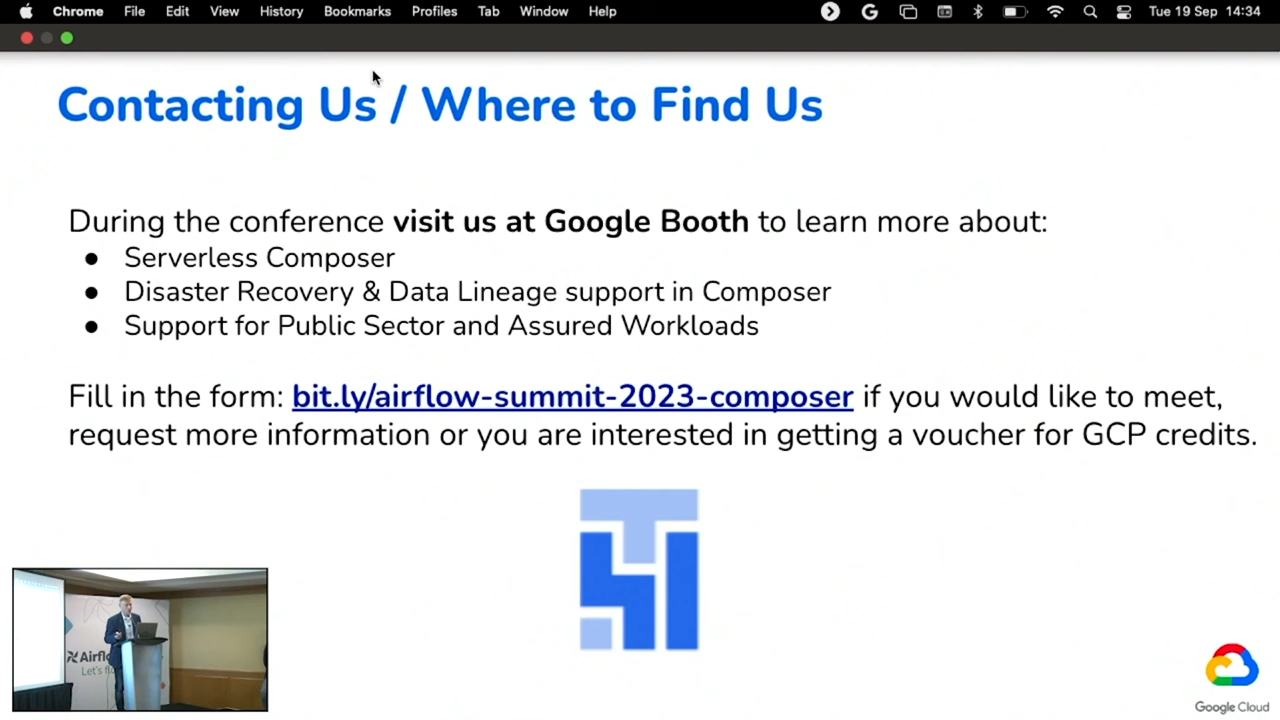 Chrome File Edit View History Bookmarks Profiles Tab Window Help Tue 19 Sep 14:34
Contacting Us / Where to Find Us
During the conference visit us at Google Booth to learn more about:
● Serverless Composer
● Disaster Recovery & Data Lineage support in Composer
● Support for Public Sector and Assured Workloads
Fill in the form: bit.ly/airflow-summit-2023-composer if you would like to meet,
request more information or you are interested in getting a voucher for GCP credits.
Airflo
Let's fl
Google Cloud